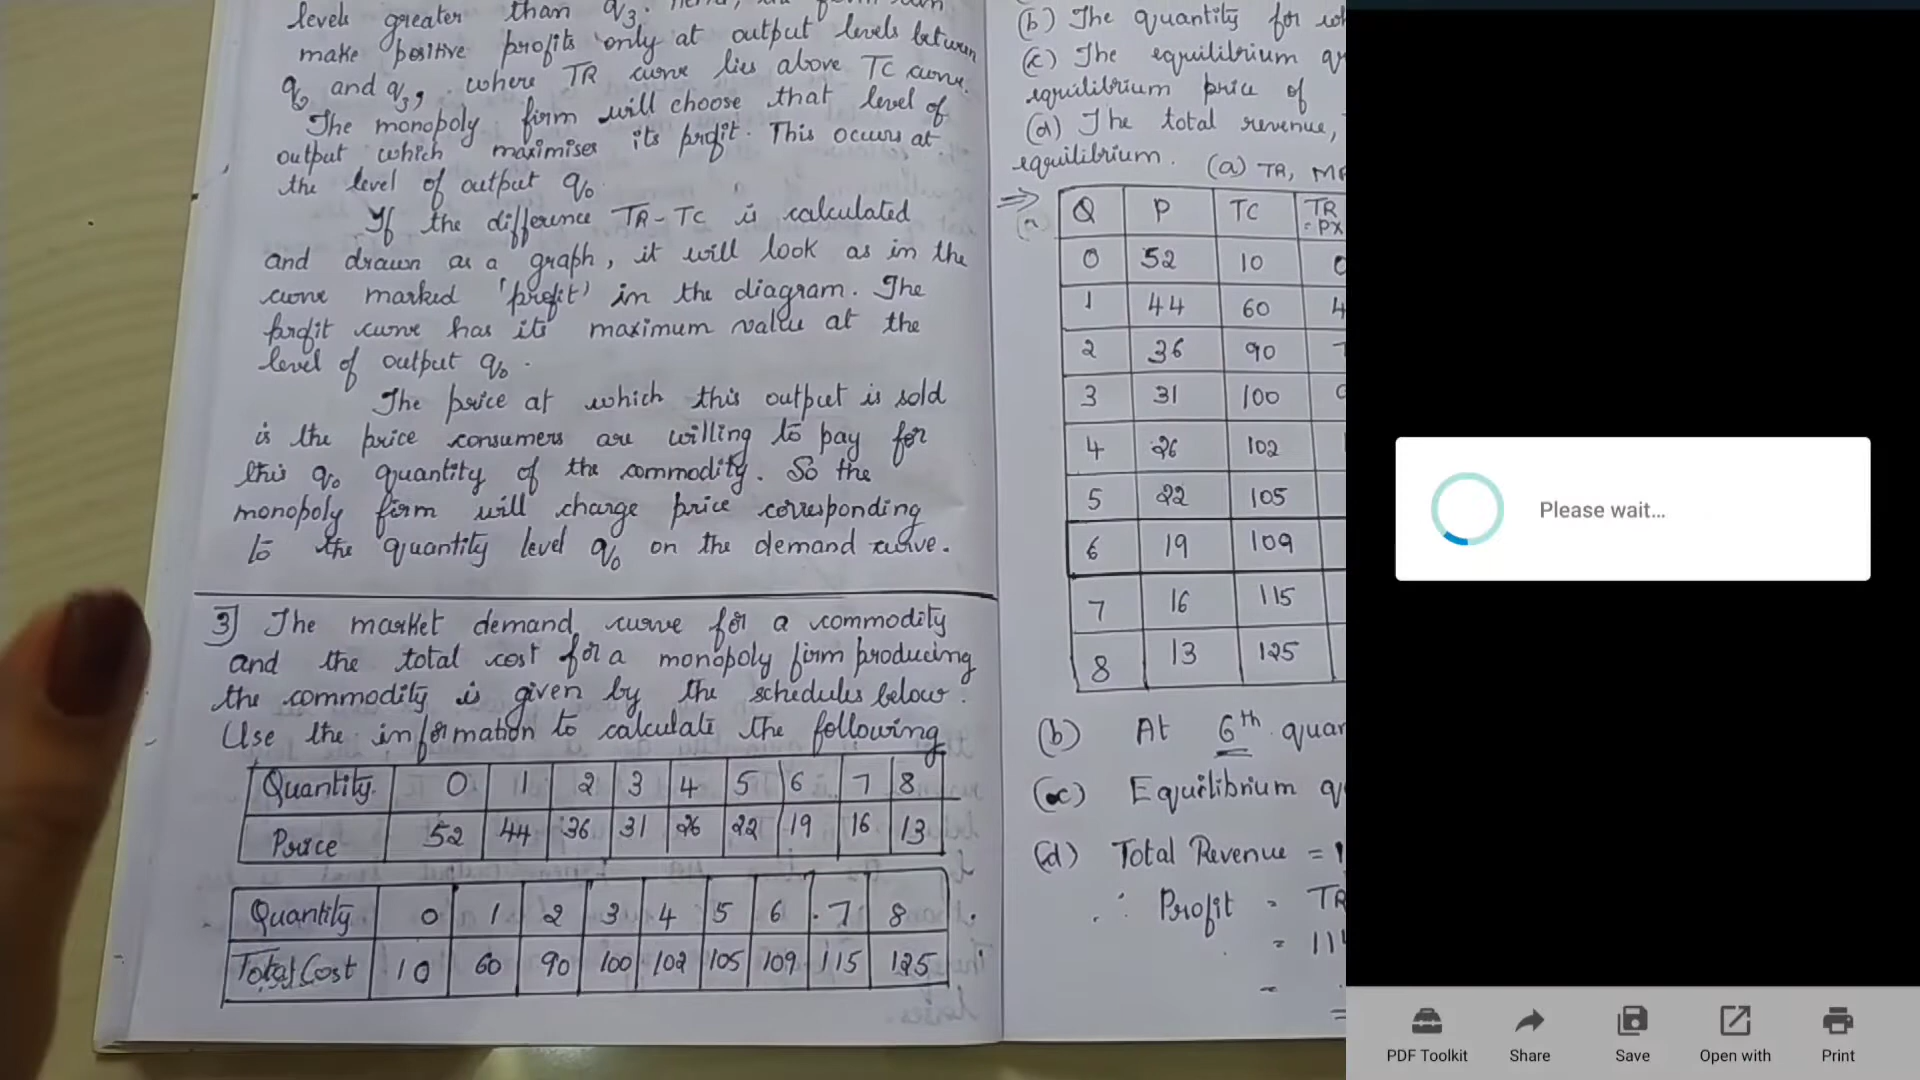 levels greater than q3.
make positive profits only at output levels between
q2 and q3, where TR curve lies above TC curve.
The monopoly firm will choose that level of
output which maximises its profit. This occurs at
the level of output q0
If the difference TR-TC is calculated
and drawn as a graph, it will look as in the
curve marked 'profit' in the diagram. The
profit curve has its maximum value at the
level of output q0.
The price at which this output is sold
is the price consumers are willing to pay for
this q0 quantity of the commodity. So the
monopoly firm will charge price corresponding
to the quantity level q0 on the demand curve.
3] The market demand curve for a commodity
and the total cost for a monopoly firm producing
the commodity is given by the schedules below.
Use the information to calculate the following
Quantity 0 1 2 3 4 5 6 7 8
Price 52 44 36 31 26 22 19 16 13
Quantity 0 1 2 3 4 5 6 7 8
Total Cost 10 60 90 100 102 105 109 115 125
(b) The quantity for
(c) The equilibrium
equilibrium price of
(d) The total revenue,
equilibrium. (a) TR,
Q P TC TR
= PX
0 52 10
1 44 60
2 36 90
3 31 100
4 26 102
5 22 105
6 19 109
7 16 115
8 13 125
(b) At 6th
(c) Equilibrium
(d) Total Revenue =
∴ Profit = TR
=
Please wait...
PDF Toolkit Share Save Open with Print